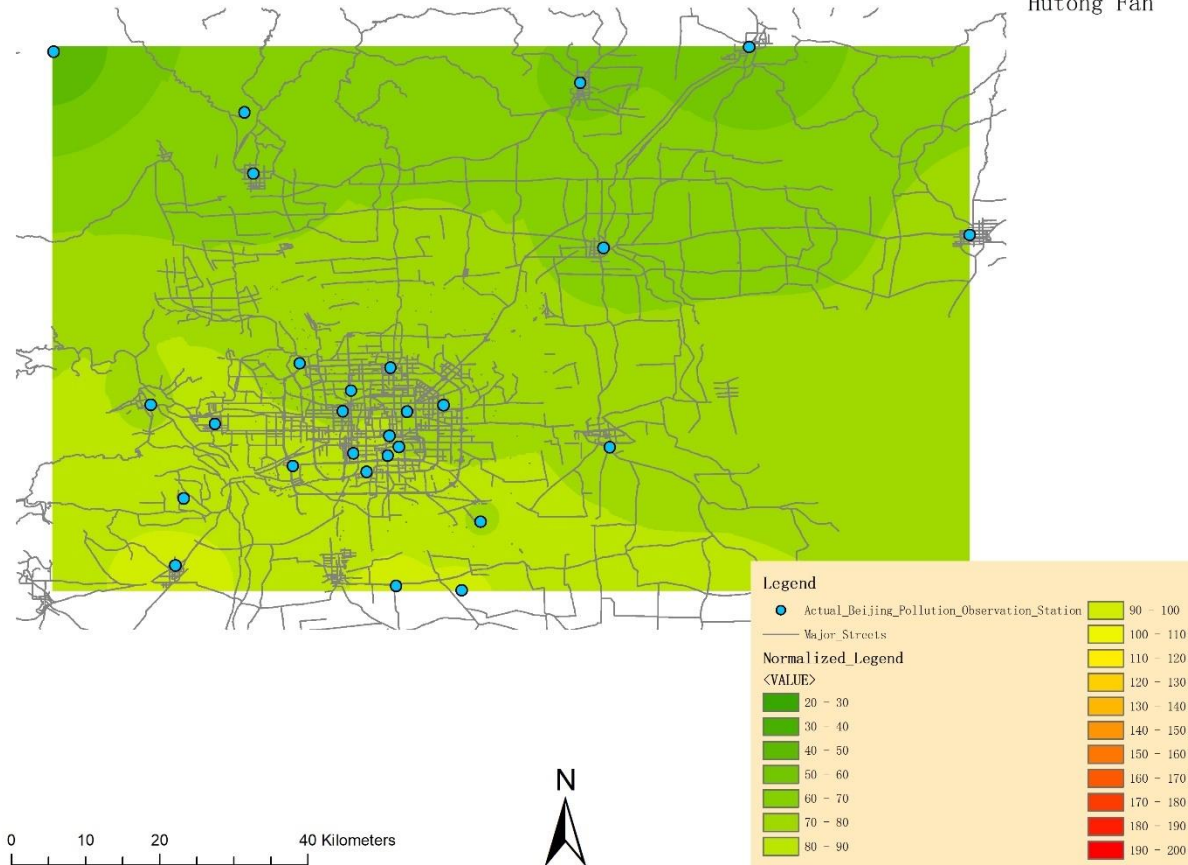 Hutong Fan
Legend
Actual_Beijing_Pollution_Observation_Station
Major_Streets
Normalized_Legend
<VALUE>
20 - 30
30 - 40
40 - 50
50 - 60
60 - 70
70 - 80
80 - 90
90 - 100
100 - 110
110 - 120
120 - 130
130 - 140
140 - 150
150 - 160
160 - 170
170 - 180
180 - 190
190 - 200
N
0 10 20 40 Kilometers